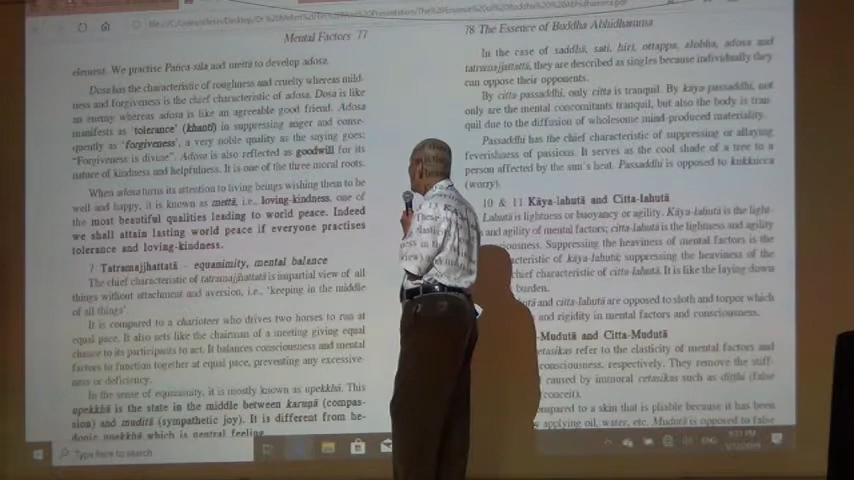 file:///C:/Users/
Mental Factors 77
element. We practise Pañca-sila and mettā to develop adosa.
Dosa has the characteristic of roughness and cruelty whereas mild-
ness and forgiveness is the chief characteristic of adosa. Dosa is like
an enemy whereas adosa is like an agreeable good friend. Adosa
manifests as 'tolerance' (khanti) in suppressing anger and conse-
quently as 'forgiveness', a very noble quality as the saying goes:
"Forgiveness is divine". Adosa is also reflected as goodwill for its
nature of kindness and helpfulness. It is one of the three moral roots.
When adosa turns its attention to living beings wishing them to be
well and happy, it is known as mettā, i.e., loving-kindness, one of
the most beautiful qualities leading to world peace. Indeed
we shall attain lasting world peace if everyone practises
tolerance and loving-kindness.
7 Tatramajjhattatā - equanimity, mental balance
The chief characteristic of tatramajjhattatā is impartial view of all
things without attachment and aversion, i.e., 'keeping in the middle
of all things'
It is compared to a charioteer who drives two horses to run at
equal pace. It also acts like the chairman of a meeting giving equal
chance to its participants to act. It balances consciousness and mental
factors to function together at equal pace, preventing any excessive-
ness or deficiency.
In the sense of equanimity, it is mostly known as upekkhā. This
upekkhā is the state in the middle between karuṇā (compas-
sion) and muditā (sympathetic joy). It is different from he-
donic upekkhā which is neutral feeling
78 The Essence of Buddha Abhidhamma
In the case of saddhā, sati, hiri, ottappa, alobha, adosa and
tatramajjhattatā, they are described as singles because individually they
can oppose their opponents.
By citta passaddhi, only citta is tranquil. By kāya-passaddhi, not
only are the mental concomitants tranquil, but also the body is tran-
quil due to the diffusion of wholesome mind-produced materiality.
Passaddhi has the chief characteristic of suppressing or allaying
feverishness of passions. It serves as the cool shade of a tree to a
person affected by the sun's heat. Passaddhi is opposed to kukkucca
(worry).
10 & 11 Kāya-lahutā and Citta-lahutā
Lahutā is lightness or buoyancy or agility. Kāya-lahutā is the light-
and agility of mental factors; citta-lahutā is the lightness and agility
ciousness. Suppressing the heaviness of mental factors is the
acteristic of kāya-lahutā; suppressing the heaviness of the
chief characteristic of citta-lahutā. It is like the laying down
burden.
hutā and citta-lahutā are opposed to sloth and torpor which
and rigidity in mental factors and consciousness.
-Mudutā and Citta-Mudutā
etasikas refer to the elasticity of mental factors and
consciousness, respectively. They remove the stiff-
caused by immoral cetasikas such as diṭṭhi (false
(conceit).
mpared to a skin that is pliable because it has been
applying oil, water, etc. Mudutā is opposed to false
Type here to search
ENG